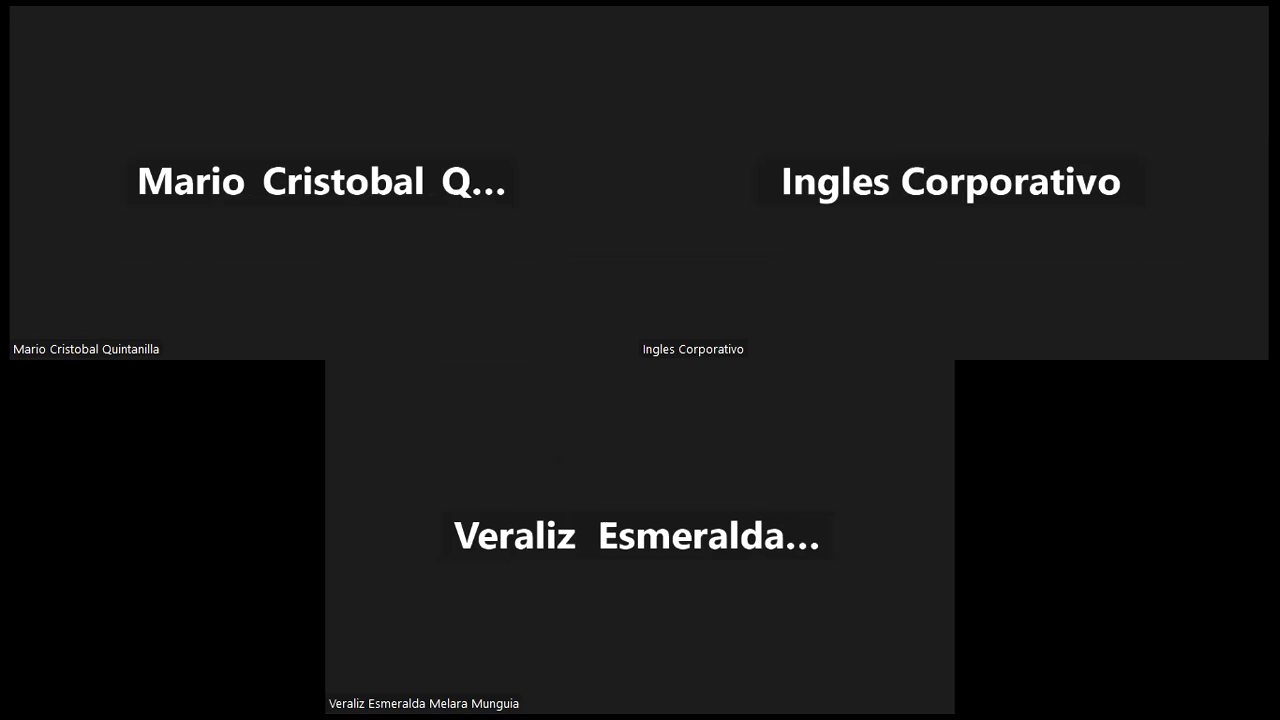 Mario Cristobal Q...
Ingles Corporativo
Mario Cristobal Quintanilla
Ingles Corporativo
Veraliz Esmeralda...
Veraliz Esmeralda Melara Munguia